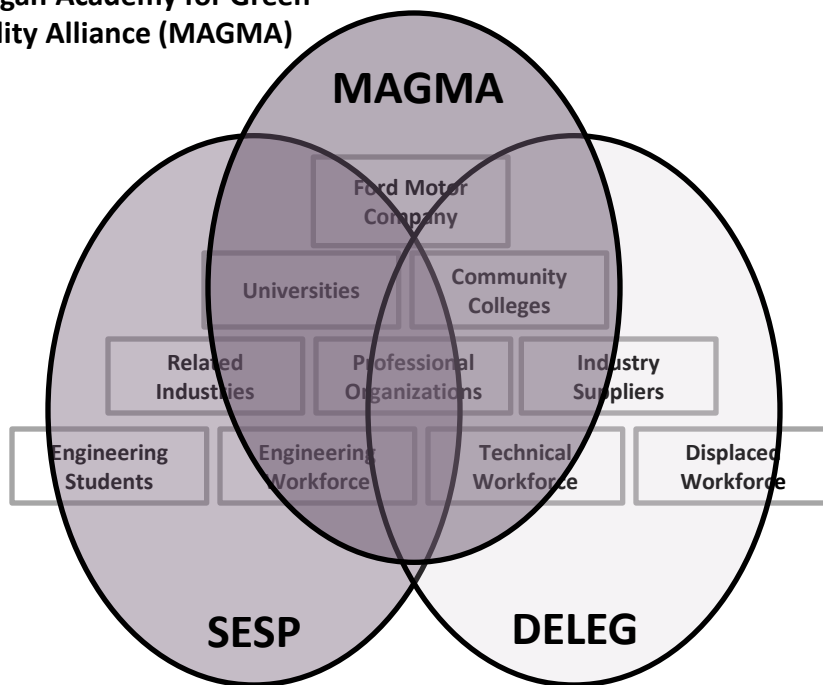 gan Academy for Green
lity Alliance (MAGMA)
MAGMA
Ford Motor
Company
Universities
Community
Colleges
Related
Industries
Professional
Organizations
Industry
Suppliers
Engineering
Students
Engineering
Workforce
Technical
Workforce
Displaced
Workforce
SESP
DELEG